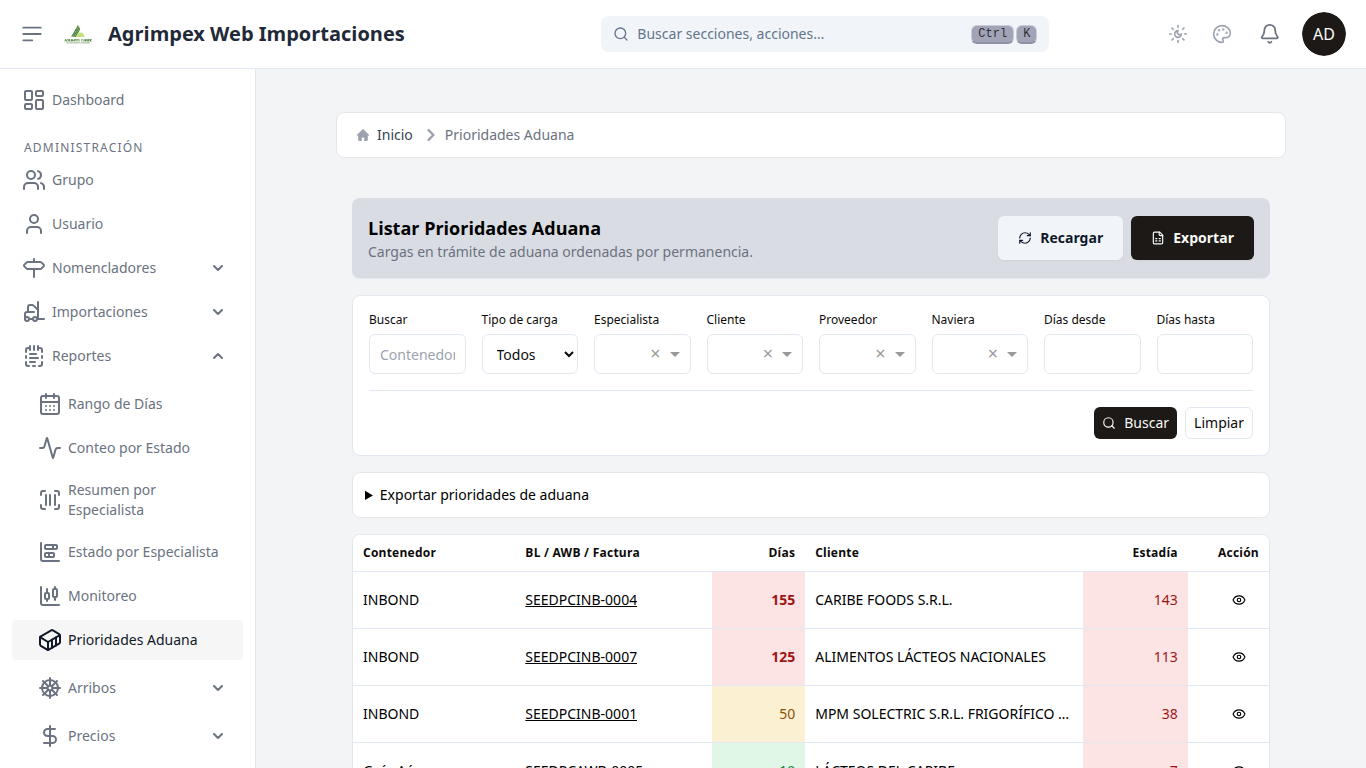 Agrimpex Web Importaciones
Buscar secciones, acciones...
Ctrl K
AD
Dashboard
ADMINISTRACIÓN
Grupo
Usuario
Nomencladores
Importaciones
Reportes
Rango de Días
Conteo por Estado
Resumen por
Especialista
Estado por Especialista
Monitoreo
Prioridades Aduana
Arribos
Precios
Inicio
Prioridades Aduana
Listar Prioridades Aduana
Cargas en trámite de aduana ordenadas por permanencia.
Recargar
Exportar
Buscar Tipo de carga Especialista Cliente Proveedor Naviera Días desde Días hasta
Contenedor Todos
Buscar Limpiar
Exportar prioridades de aduana
Contenedor BL / AWB / Factura Días Cliente Estadía Acción
INBOND SEEDPCINB-0004 155 CARIBE FOODS S.R.L. 143
INBOND SEEDPCINB-0007 125 ALIMENTOS LÁCTEOS NACIONALES 113
INBOND SEEDPCINB-0001 50 MPM SOLECTRIC S.R.L. FRIGORÍFICO ... 38